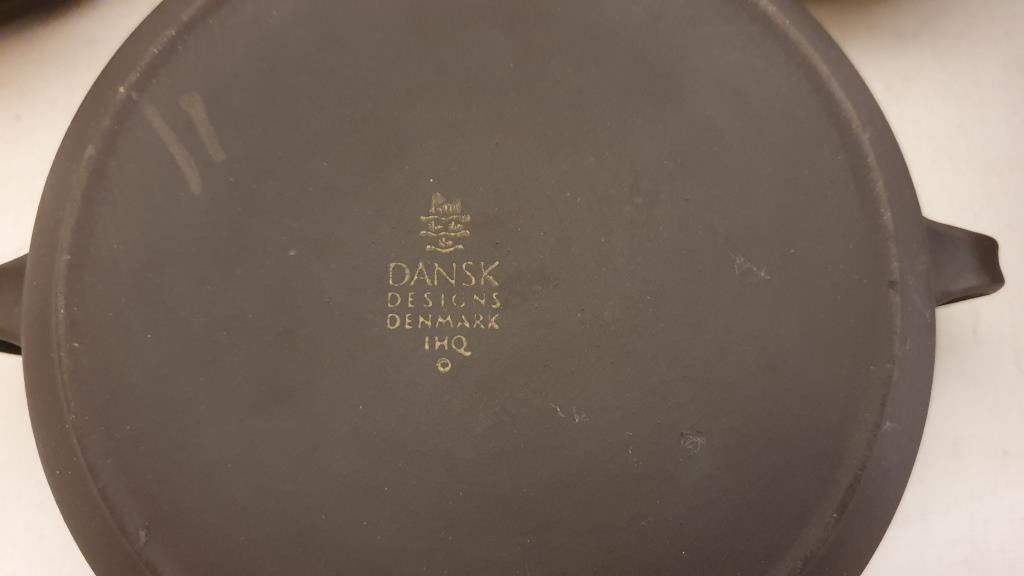 DANSK
DESIGNS
DENMARK
IHQ